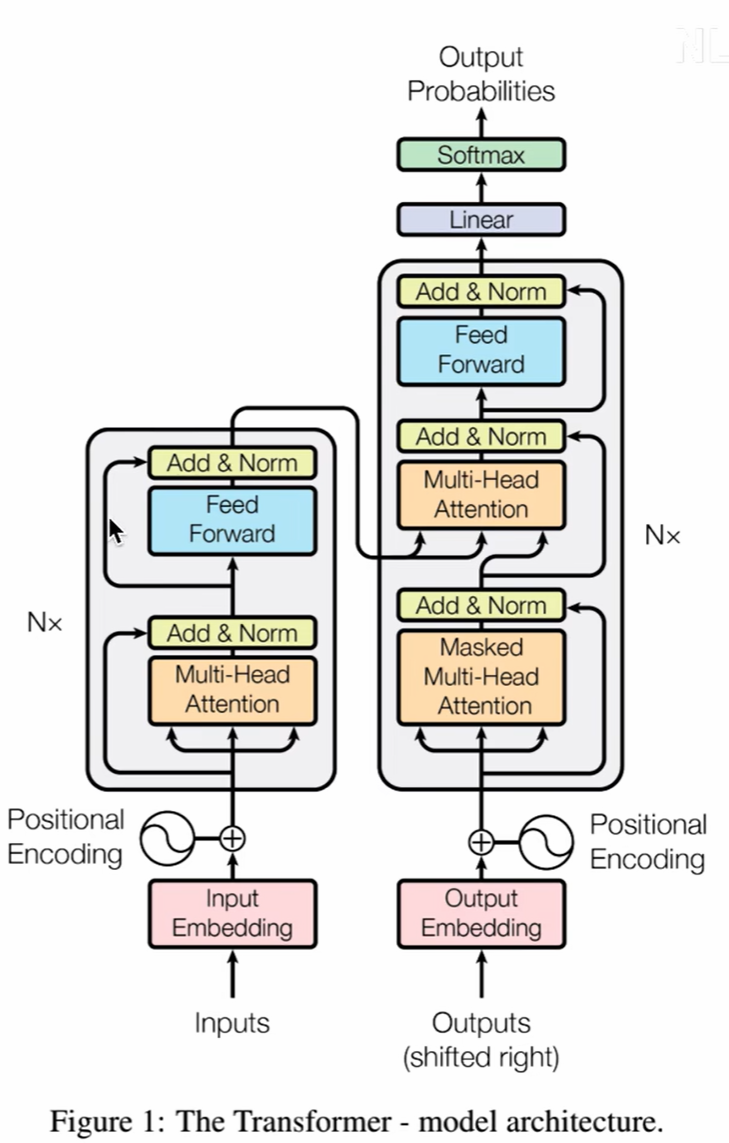 NL
Output
Probabilities
Softmax
Linear
Add & Norm
Feed
Forward
Add & Norm
Multi-Head
Attention
Nx
Add & Norm
Masked
Multi-Head
Attention
Add & Norm
Feed
Forward
Nx
Add & Norm
Multi-Head
Attention
Positional
Encoding
Positional
Encoding
Input
Embedding
Output
Embedding
Inputs
Outputs
(shifted right)
Figure 1: The Transformer - model architecture.